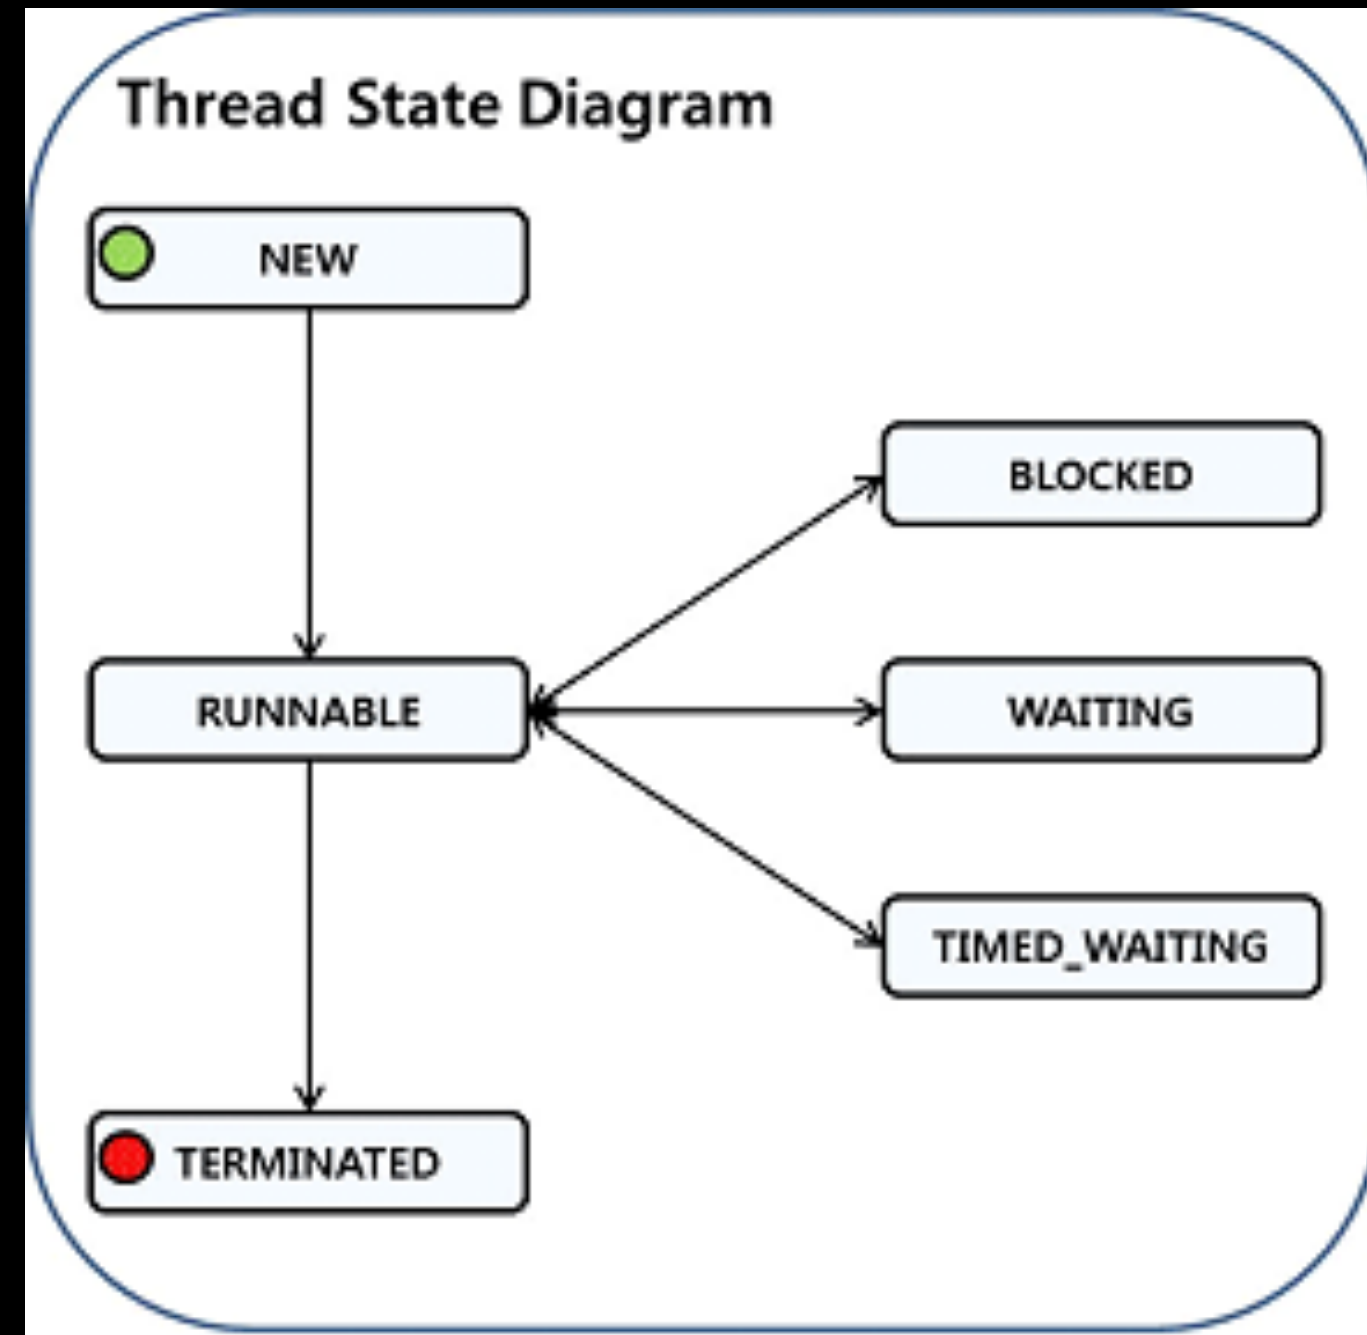 Thread State Diagram
NEW
BLOCKED
RUNNABLE
WAITING
TIMED_WAITING
TERMINATED